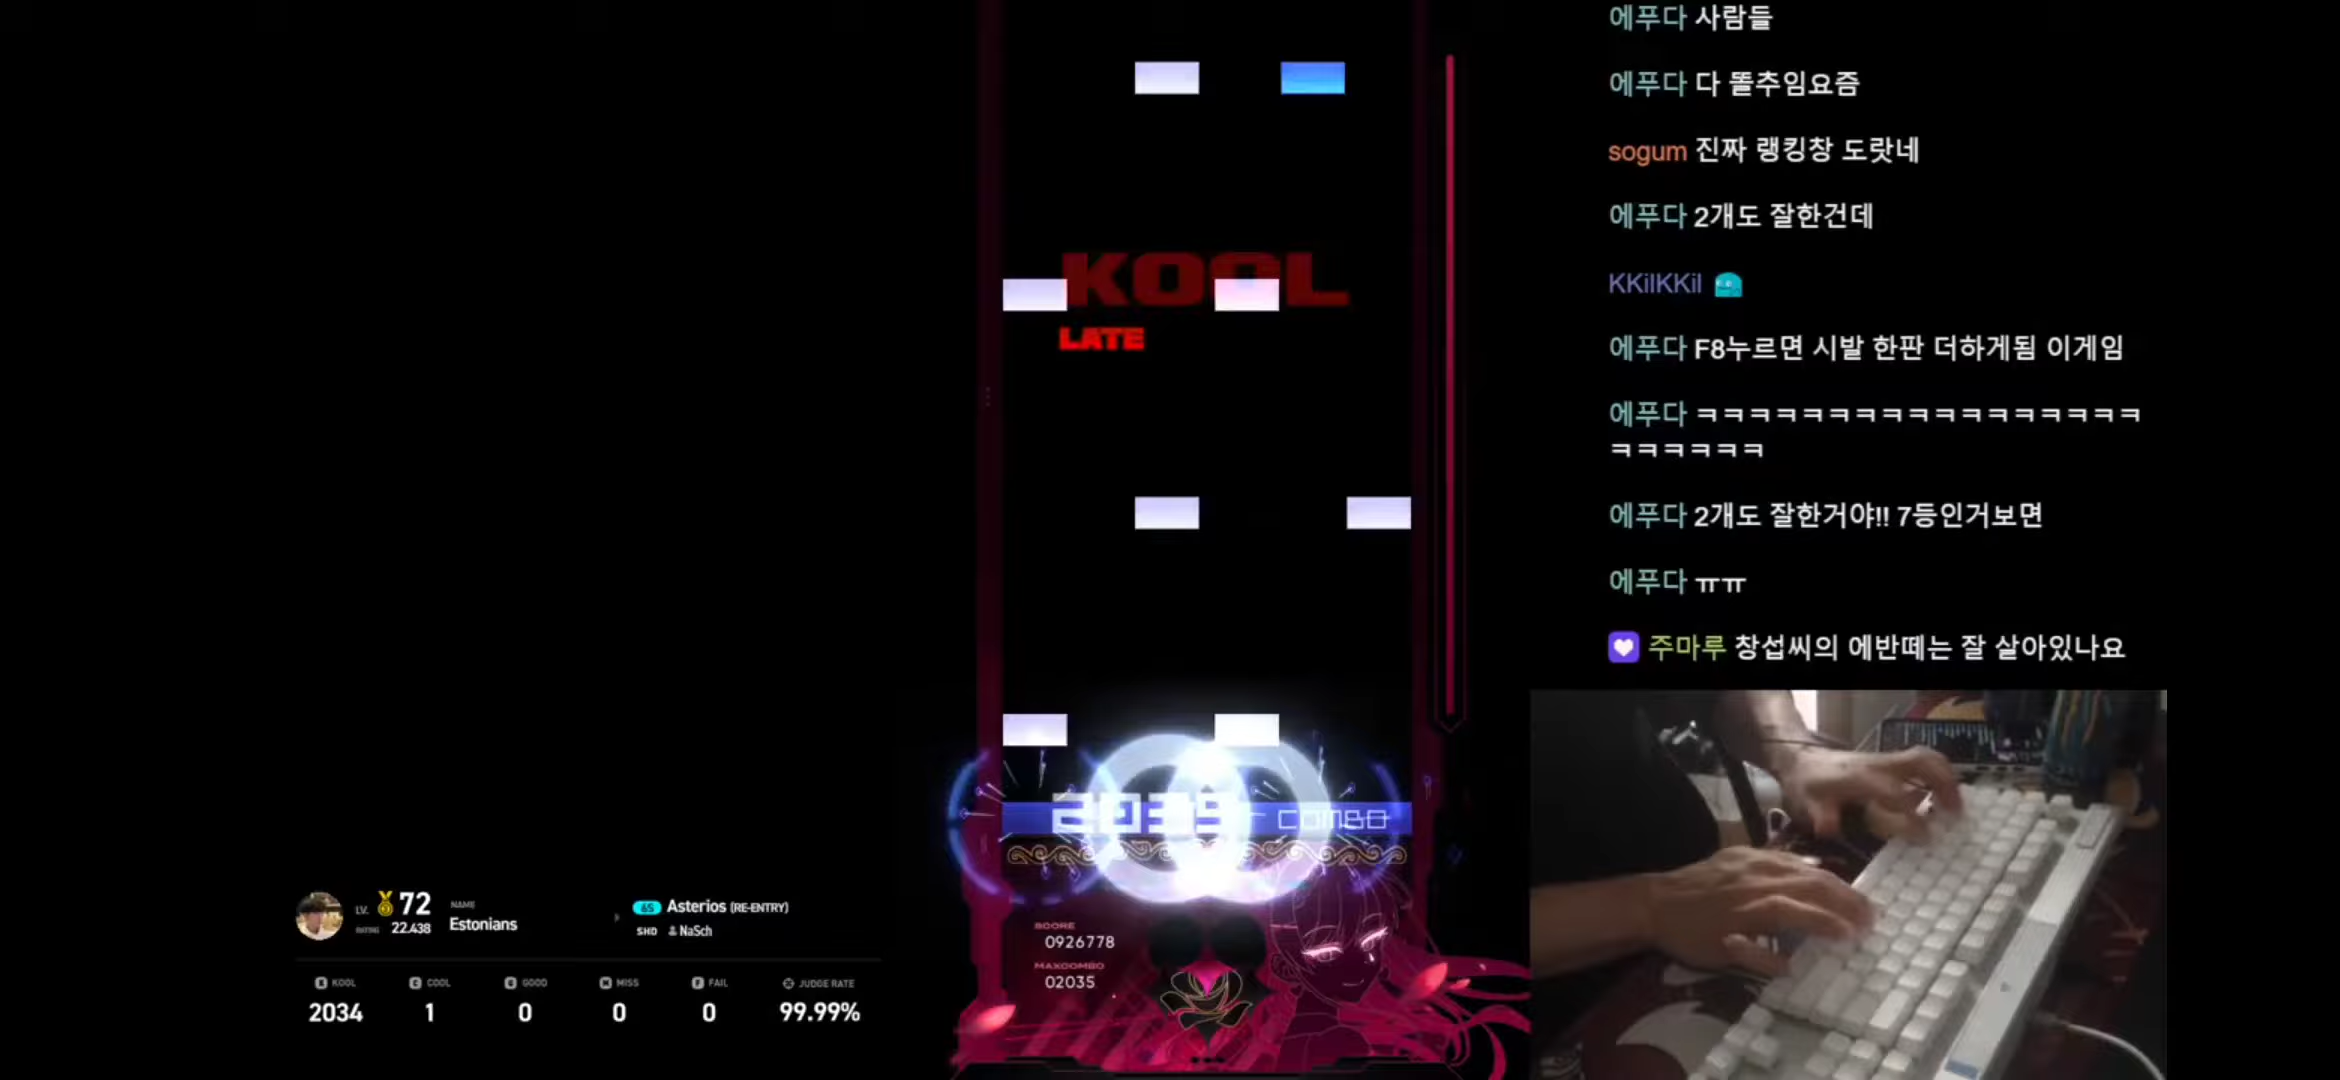 에푸다 사람들
에푸다 다 똘추임요즘
sogum 진짜 랭킹창 도랏네
에푸다 2개도 잘한건데
KKilKKil
에푸다 F8누르면 시발 한판 더하게됨 이게임
에푸다 ㅋㅋㅋㅋㅋㅋㅋㅋㅋㅋㅋㅋㅋㅋㅋㅋㅋ
ㅋㅋㅋㅋㅋㅋ
에푸다 2개도 잘한거야!! 7등인거보면
에푸다 ㅠㅠ
주마루 창섭씨의 에반떼는 잘 살아있나요
KOOL
LATE
2035 COMBO
SCORE
0926778
MAXCOMBO
02035
LV. 72
RATING 22.438
NAME
Estonians
Asterios (RE-ENTRY)
SHD NaSch
KOOL COOL GOOD MISS FAIL JUDGE RATE
2034 1 0 0 0 99.99%